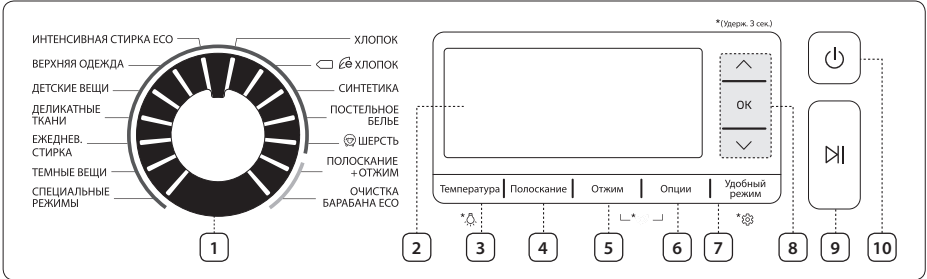 *(Удерж. 3 сек.)
ИНТЕНСИВНАЯ СТИРКА ECO
ВЕРХНЯЯ ОДЕЖДА
ДЕТСКИЕ ВЕЩИ
ДЕЛИКАТНЫЕ
ТКАНИ
ЕЖЕДНЕВ.
СТИРКА
ТЕМНЫЕ ВЕЩИ
СПЕЦИАЛЬНЫЕ
РЕЖИМЫ
ХЛОПОК
ХЛОПОК
СИНТЕТИКА
ПОСТЕЛЬНОЕ
БЕЛЬЕ
ШЕРСТЬ
ПОЛОСКАНИЕ
+ОТЖИМ
ОЧИСТКА
БАРАБАНА ECO
OK
Температура
Полоскание
Отжим
Опции
Удобный
режим
*
*
*
1
2
3
4
5
6
7
8
9
10